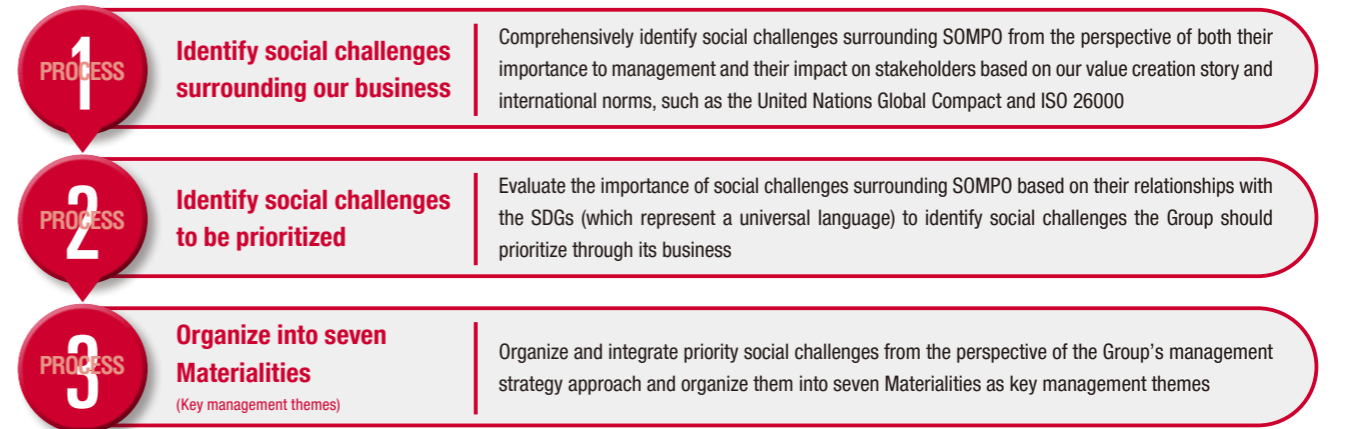 PROCESS
1
Identify social challenges
surrounding our business
Comprehensively identify social challenges surrounding SOMPO from the perspective of both their
importance to management and their impact on stakeholders based on our value creation story and
international norms, such as the United Nations Global Compact and ISO 26000
PROCESS
2
Identify social challenges
to be prioritized
Evaluate the importance of social challenges surrounding SOMPO based on their relationships with
the SDGs (which represent a universal language) to identify social challenges the Group should
prioritize through its business
PROCESS
3
Organize into seven
Materialities
(Key management themes)
Organize and integrate priority social challenges from the perspective of the Group's management
strategy approach and organize them into seven Materialities as key management themes